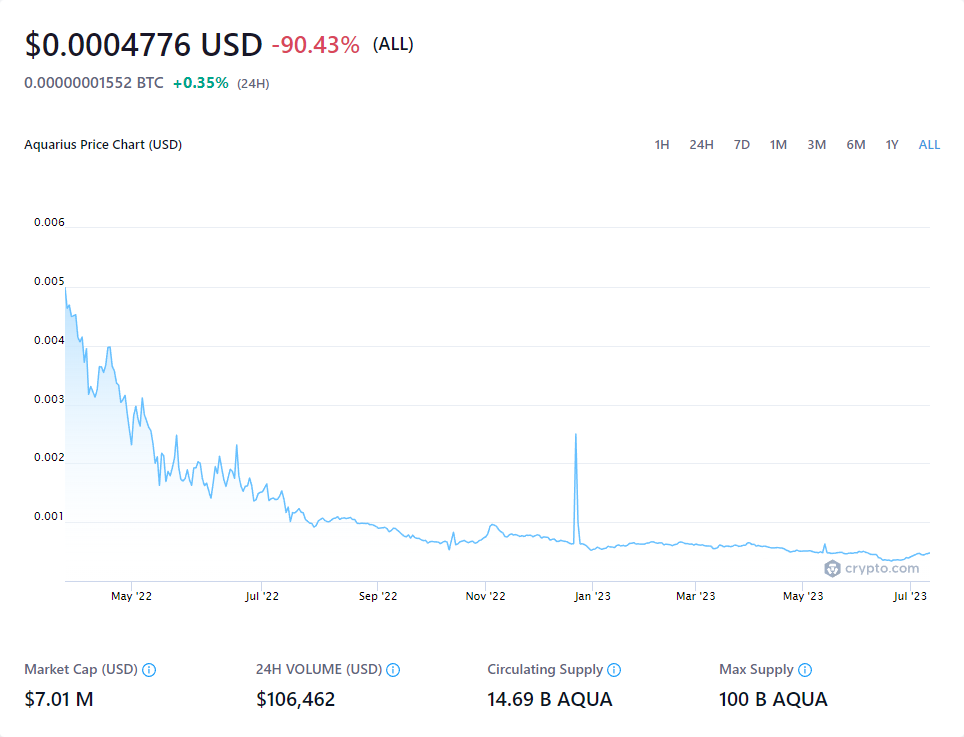 $0.0004776 USD -90.43% (ALL)
0.00000001552 BTC +0.35% (24H)
Aquarius Price Chart (USD) 1H 24H 7D 1M 3M 6M 1Y ALL
0.006
0.005
0.004
0.003
0.002
0.001
crypto.com
May '22 Jul '22 Sep '22 Nov '22 Jan '23 Mar '23 May '23 Jul '23
Market Cap (USD) 24H VOLUME (USD) Circulating Supply Max Supply
$7.01 M $106,462 14.69 B AQUA 100 B AQUA